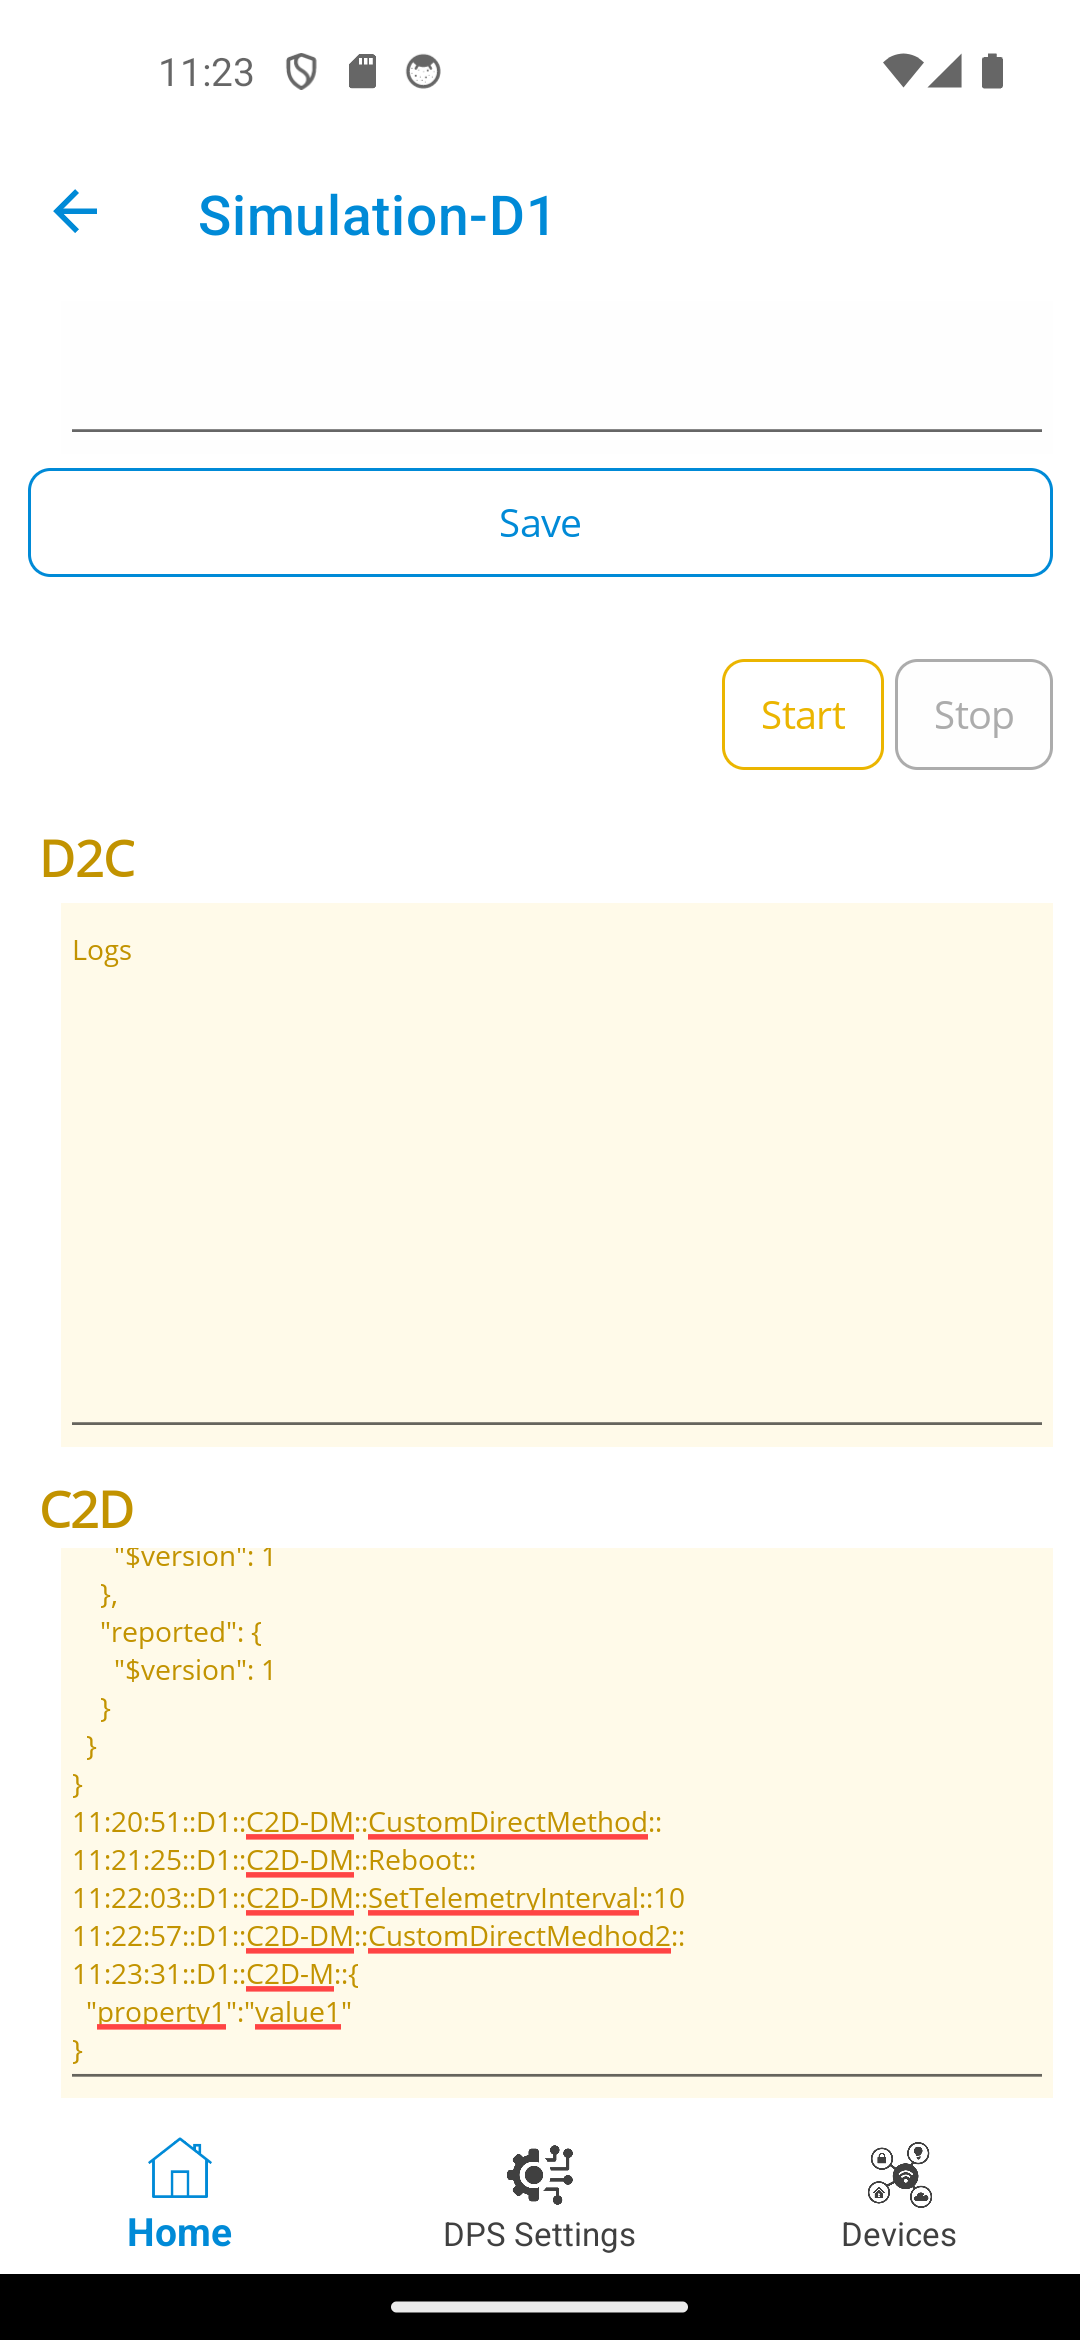 11:23
Simulation-D1
Save
Start Stop
D2C
Logs
C2D
"$version": 1
},
"reported": {
"$version": 1
}
}
}
11:20:51::D1::C2D-DM::CustomDirectMethod::
11:21:25::D1::C2D-DM::Reboot::
11:22:03::D1::C2D-DM::SetTelemetryInterval::10
11:22:57::D1::C2D-DM::CustomDirectMedhod2::
11:23:31::D1::C2D-M::{
"property1":"value1"
}
Home DPS Settings Devices